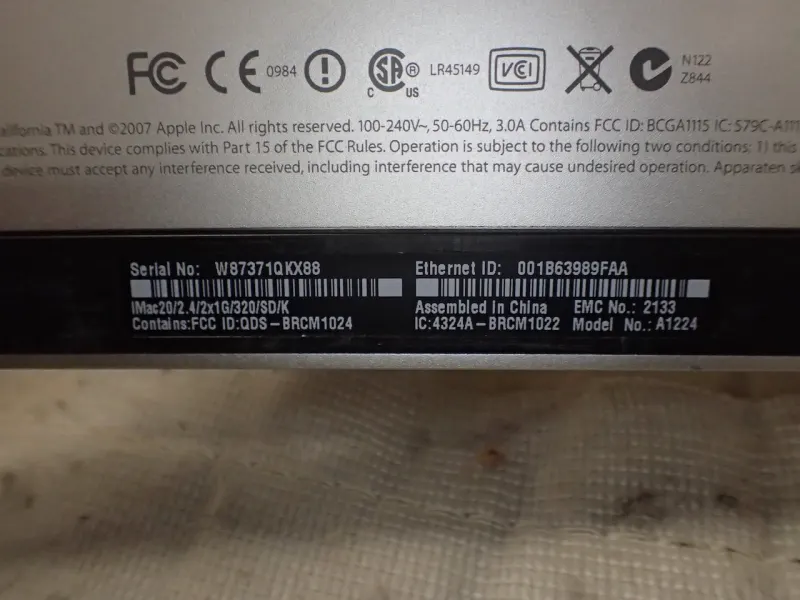 FC CE 0984 ! C SA ® US LR45149 VCI N122
Z844
alifornia TM and ©2007 Apple Inc. All rights reserved. 100-240V~, 50-60Hz, 3.0A Contains FCC ID: BCGA1115 IC: 579C-A111
cations. This device complies with Part 15 of the FCC Rules. Operation is subject to the following two conditions: 1) this
device must accept any interference received, including interference that may cause undesired operation. Apparaten sk
Serial No: W87371QKX88 Ethernet ID: 001B63989FAA
IMac20/2.4/2x1G/320/SD/K Assembled in China EMC No.: 2133
Contains:FCC ID:QDS-BRCM1024 IC:4324A-BRCM1022 Model No.: A1224